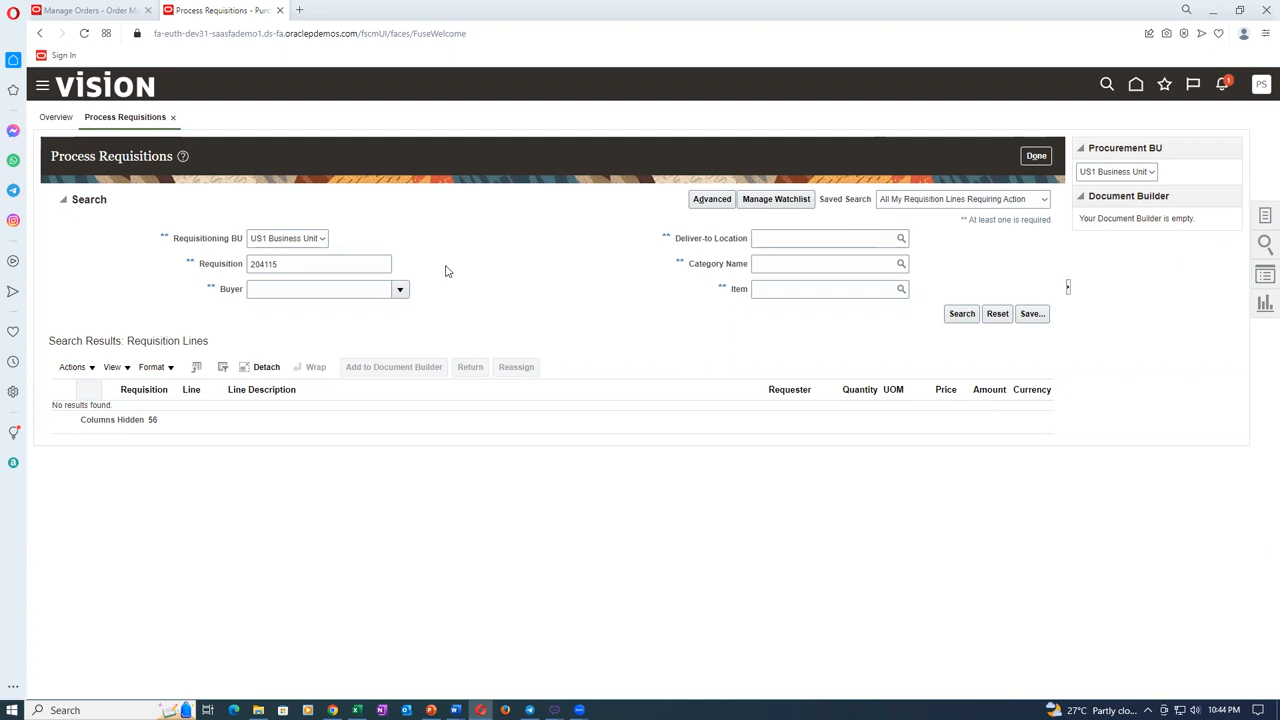 Manage Orders - Order Ma
Process Requisitions - Purc
fa-euth-dev31-saasfademo1.ds-fa.oraclepdemos.com/fscmUI/faces/FuseWelcome
Sign In
VISION
1
PS
Overview
Process Requisitions
Process Requisitions
Done
Search
Advanced
Manage Watchlist
Saved Search
All My Requisition Lines Requiring Action
** At least one is required
** Requisitioning BU
US1 Business Unit
** Requisition
204115
** Buyer
** Deliver-to Location
** Category Name
** Item
Search
Reset
Save...
Search Results: Requisition Lines
Actions
View
Format
Detach
Wrap
Add to Document Builder
Return
Reassign
Requisition
Line
Line Description
Requester
Quantity
UOM
Price
Amount
Currency
No results found.
Columns Hidden 56
Procurement BU
US1 Business Unit
Document Builder
Your Document Builder is empty.
Search
27°C Partly clo...
ENG
10:44 PM